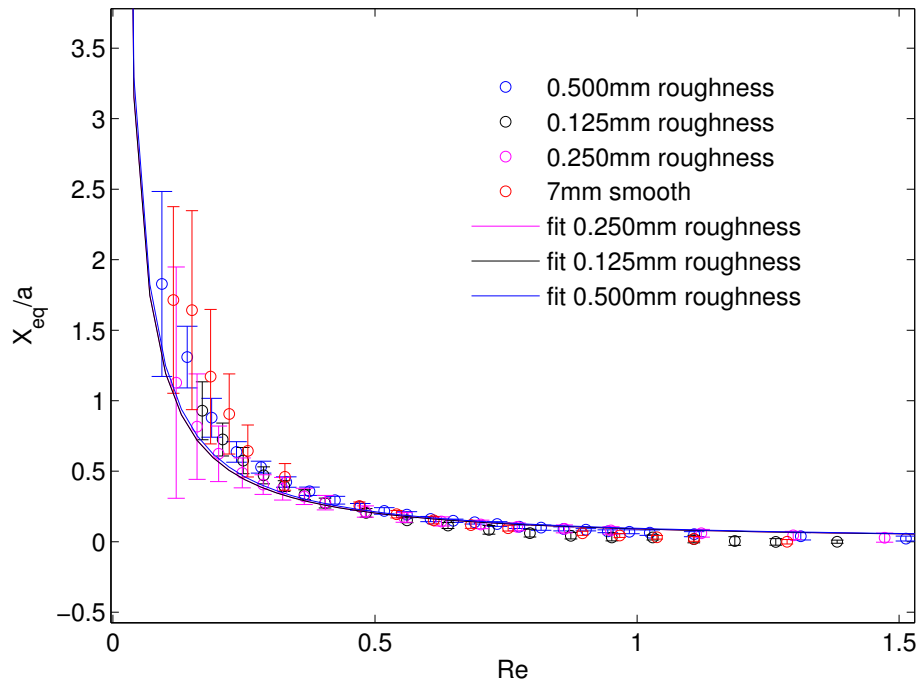 3.5
3
2.5
2
1.5
1
0.5
0
−0.5
X_eq/a
0.500mm roughness
0.125mm roughness
0.250mm roughness
7mm smooth
fit 0.250mm roughness
fit 0.125mm roughness
fit 0.500mm roughness
0 0.5 1 1.5
Re